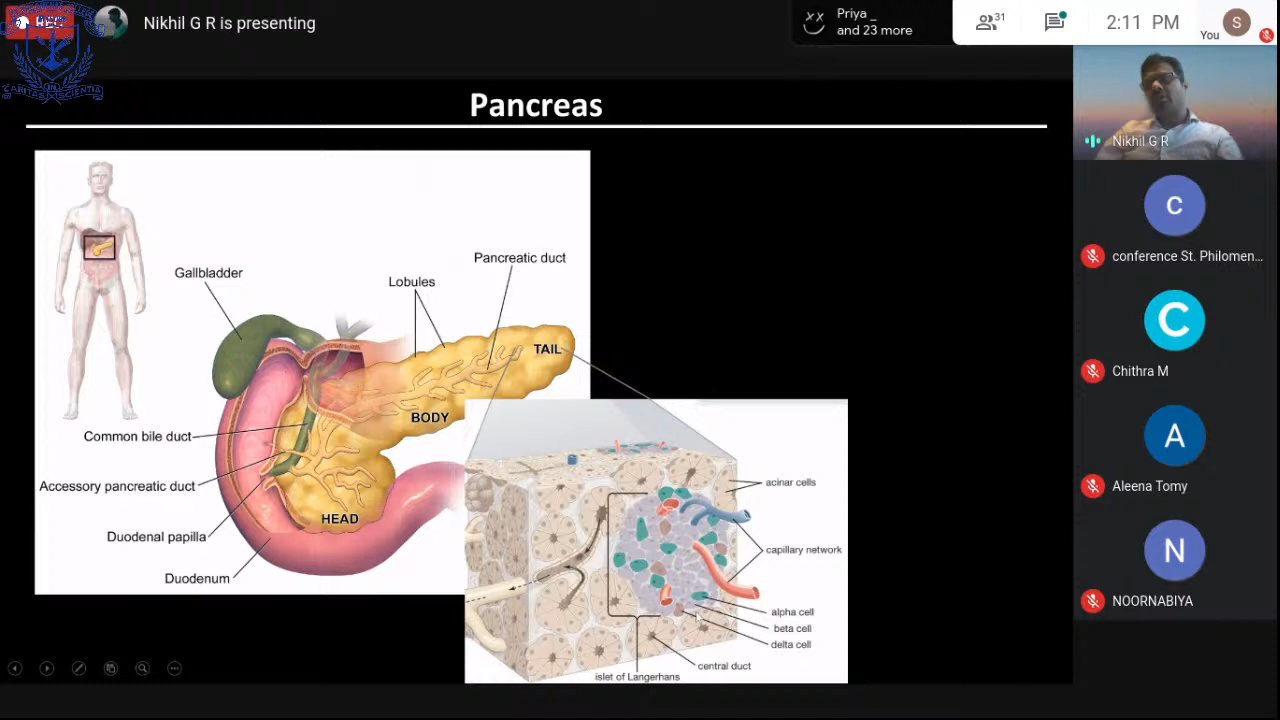 Nikhil G R is presenting
Priya _
and 23 more
31
2:11 PM
You
S
CARITAS
SCIENTIA
Pancreas
Nikhil G R
Gallbladder
Lobules
Pancreatic duct
TAIL
BODY
Common bile duct
Accessory pancreatic duct
HEAD
Duodenal papilla
Duodenum
acinar cells
capillary network
alpha cell
beta cell
delta cell
central duct
islet of Langerhans
C
conference St. Philomen...
C
Chithra M
A
Aleena Tomy
N
NOORNABIYA